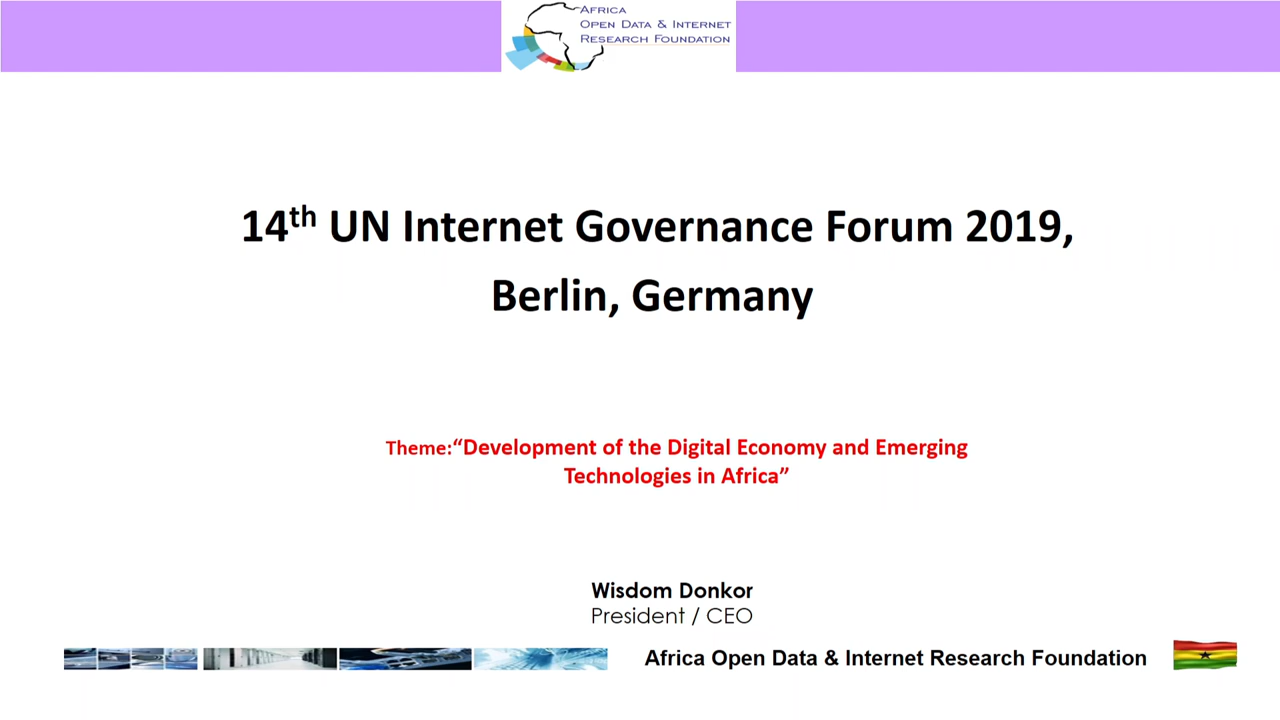 AFRICA
OPEN DATA & INTERNET
RESEARCH FOUNDATION
14th UN Internet Governance Forum 2019,
Berlin, Germany
Theme:“Development of the Digital Economy and Emerging
Technologies in Africa”
Wisdom Donkor
President / CEO
Africa Open Data & Internet Research Foundation